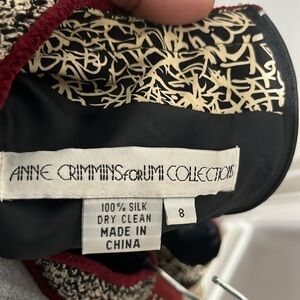 ANNE CRIMMINS FOR UMI COLLECTIONS
100% SILK
DRY CLEAN
MADE IN
CHINA
8